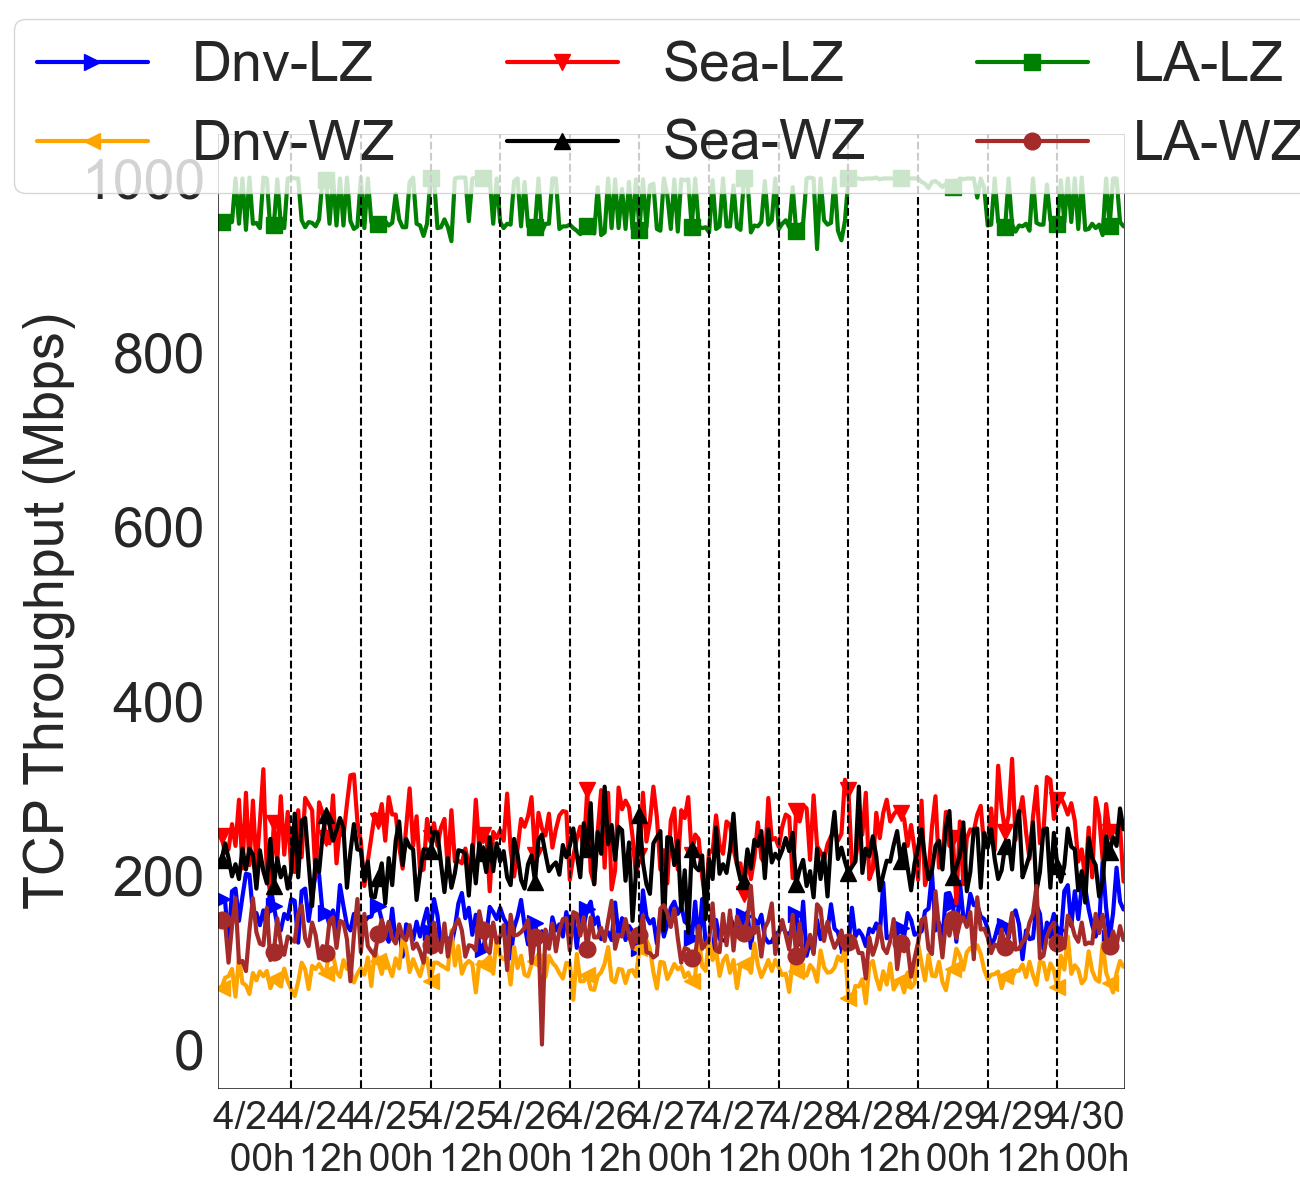 Dnv-LZ Sea-LZ LA-LZ
Dnv-WZ Sea-WZ LA-WZ
1000
800
600
400
200
0
TCP Throughput (Mbps)
4/24 4/24 4/25 4/25 4/26 4/26 4/27 4/27 4/28 4/28 4/29 4/29 4/30
00h 12h 00h 12h 00h 12h 00h 12h 00h 12h 00h 12h 00h